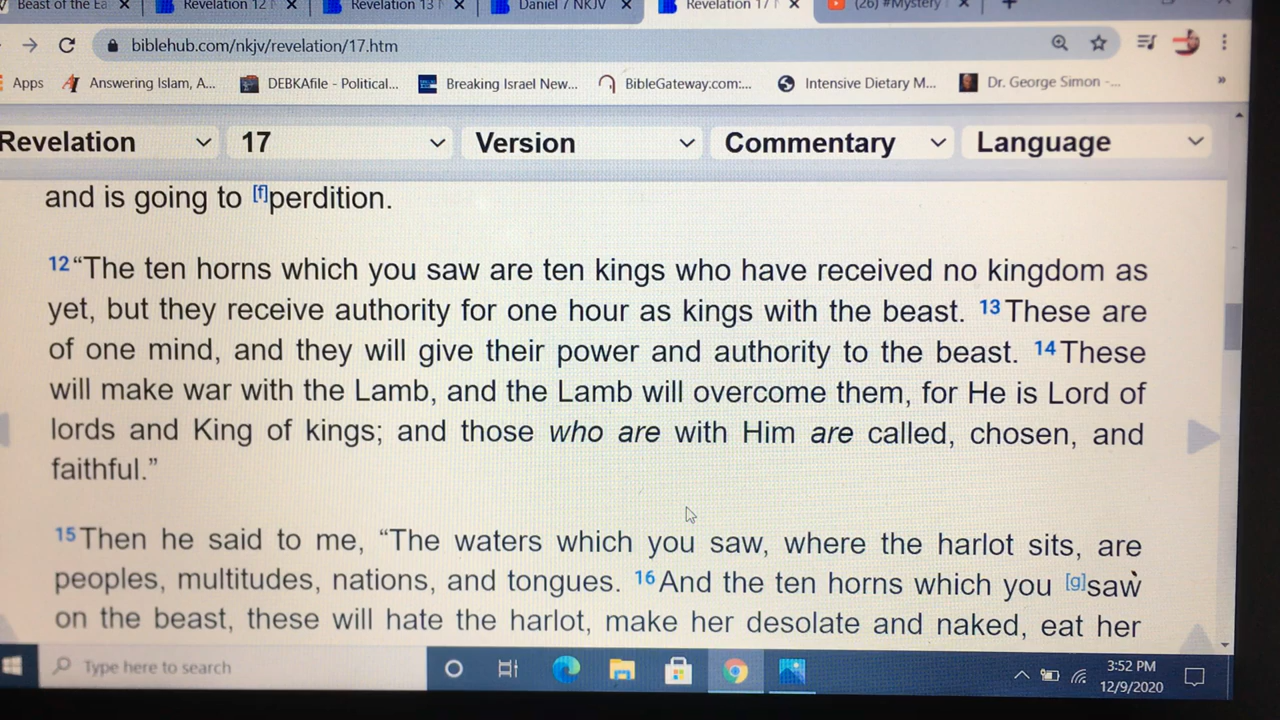 Beast of the Ea
Revelation 12
Revelation 13
Daniel 7 NKJV
Revelation 17
(26) #Mystery
biblehub.com/nkjv/revelation/17.htm
Apps
Answering Islam, A...
DEBKAfile - Political...
Breaking Israel New...
BibleGateway.com:...
Intensive Dietary M...
Dr. George Simon -...
»
Revelation
17
Version
Commentary
Language
and is going to [f]perdition.
12“The ten horns which you saw are ten kings who have received no kingdom as
yet, but they receive authority for one hour as kings with the beast. 13These are
of one mind, and they will give their power and authority to the beast. 14These
will make war with the Lamb, and the Lamb will overcome them, for He is Lord of
lords and King of kings; and those who are with Him are called, chosen, and
faithful.”
15Then he said to me, “The waters which you saw, where the harlot sits, are
peoples, multitudes, nations, and tongues. 16And the ten horns which you [g]saw
on the beast, these will hate the harlot, make her desolate and naked, eat her
Type here to search
3:52 PM
12/9/2020